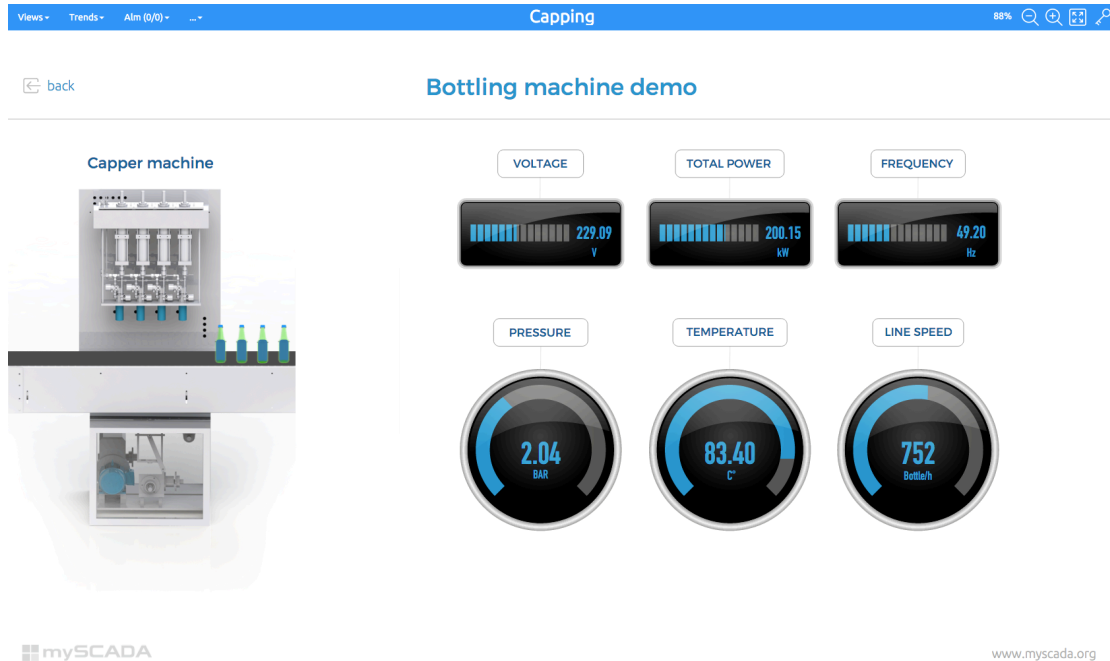 Views Trends Alm (0/0) ... Capping 88%
back
Bottling machine demo
Capper machine
VOLTAGE TOTAL POWER FREQUENCY
229.09 200.15 49.20
V kW Hz
PRESSURE TEMPERATURE LINE SPEED
2.04 83.40 752
BAR C° Bottle/h
mySCADA www.myscada.org